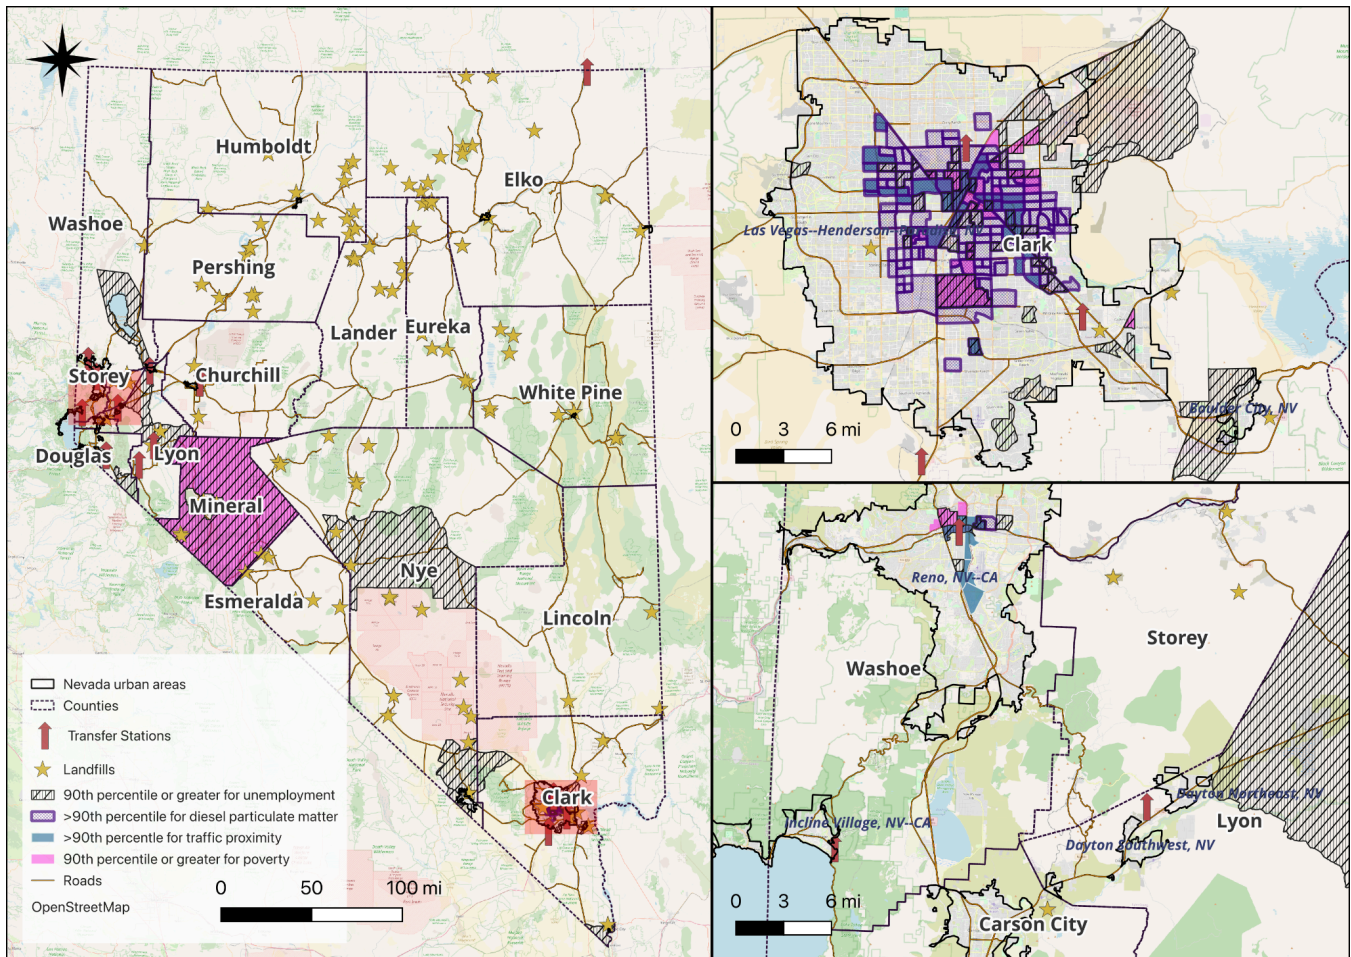 Humboldt
Elko
Washoe
Pershing
Lander
Eureka
Storey
Churchill
White Pine
Douglas
Lyon
Mineral
Nye
Esmeralda
Lincoln
Clark
Nevada urban areas
Counties
Transfer Stations
Landfills
90th percentile or greater for unemployment
>90th percentile for diesel particulate matter
>90th percentle for traffic proximity
90th percentile or greater for poverty
Roads
OpenStreetMap
0 50 100 mi
Las Vegas--Henderson--
Clark
Boulder City, NV
0 3 6 mi
Reno, NV--CA
Storey
Washoe
Dayton Northeast, NV
Incline Village, NV--CA
Lyon
Dayton Southwest, NV
0 3 6 mi
Carson City